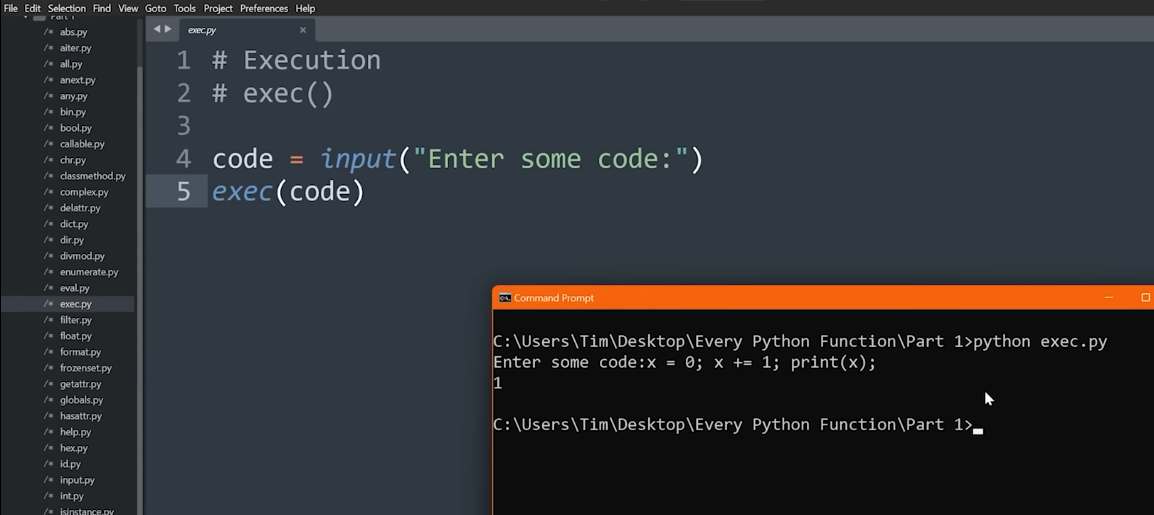 File Edit Selection Find View Goto Tools Project Preferences Help
Part 1
/* abs.py
/* aiter.py
/* all.py
/* anext.py
/* any.py
/* bin.py
/* bool.py
/* callable.py
/* chr.py
/* classmethod.py
/* complex.py
/* delattr.py
/* dict.py
/* dir.py
/* divmod.py
/* enumerate.py
/* eval.py
/* exec.py
/* filter.py
/* float.py
/* format.py
/* frozenset.py
/* getattr.py
/* globals.py
/* hasattr.py
/* help.py
/* hex.py
/* id.py
/* input.py
/* int.py
/* isinstance.py
exec.py ×
1 # Execution
2 # exec()
3
4 code = input("Enter some code:")
5 exec(code)
Command Prompt
C:\Users\Tim\Desktop\Every Python Function\Part 1>python exec.py
Enter some code:x = 0; x += 1; print(x);
1
C:\Users\Tim\Desktop\Every Python Function\Part 1>